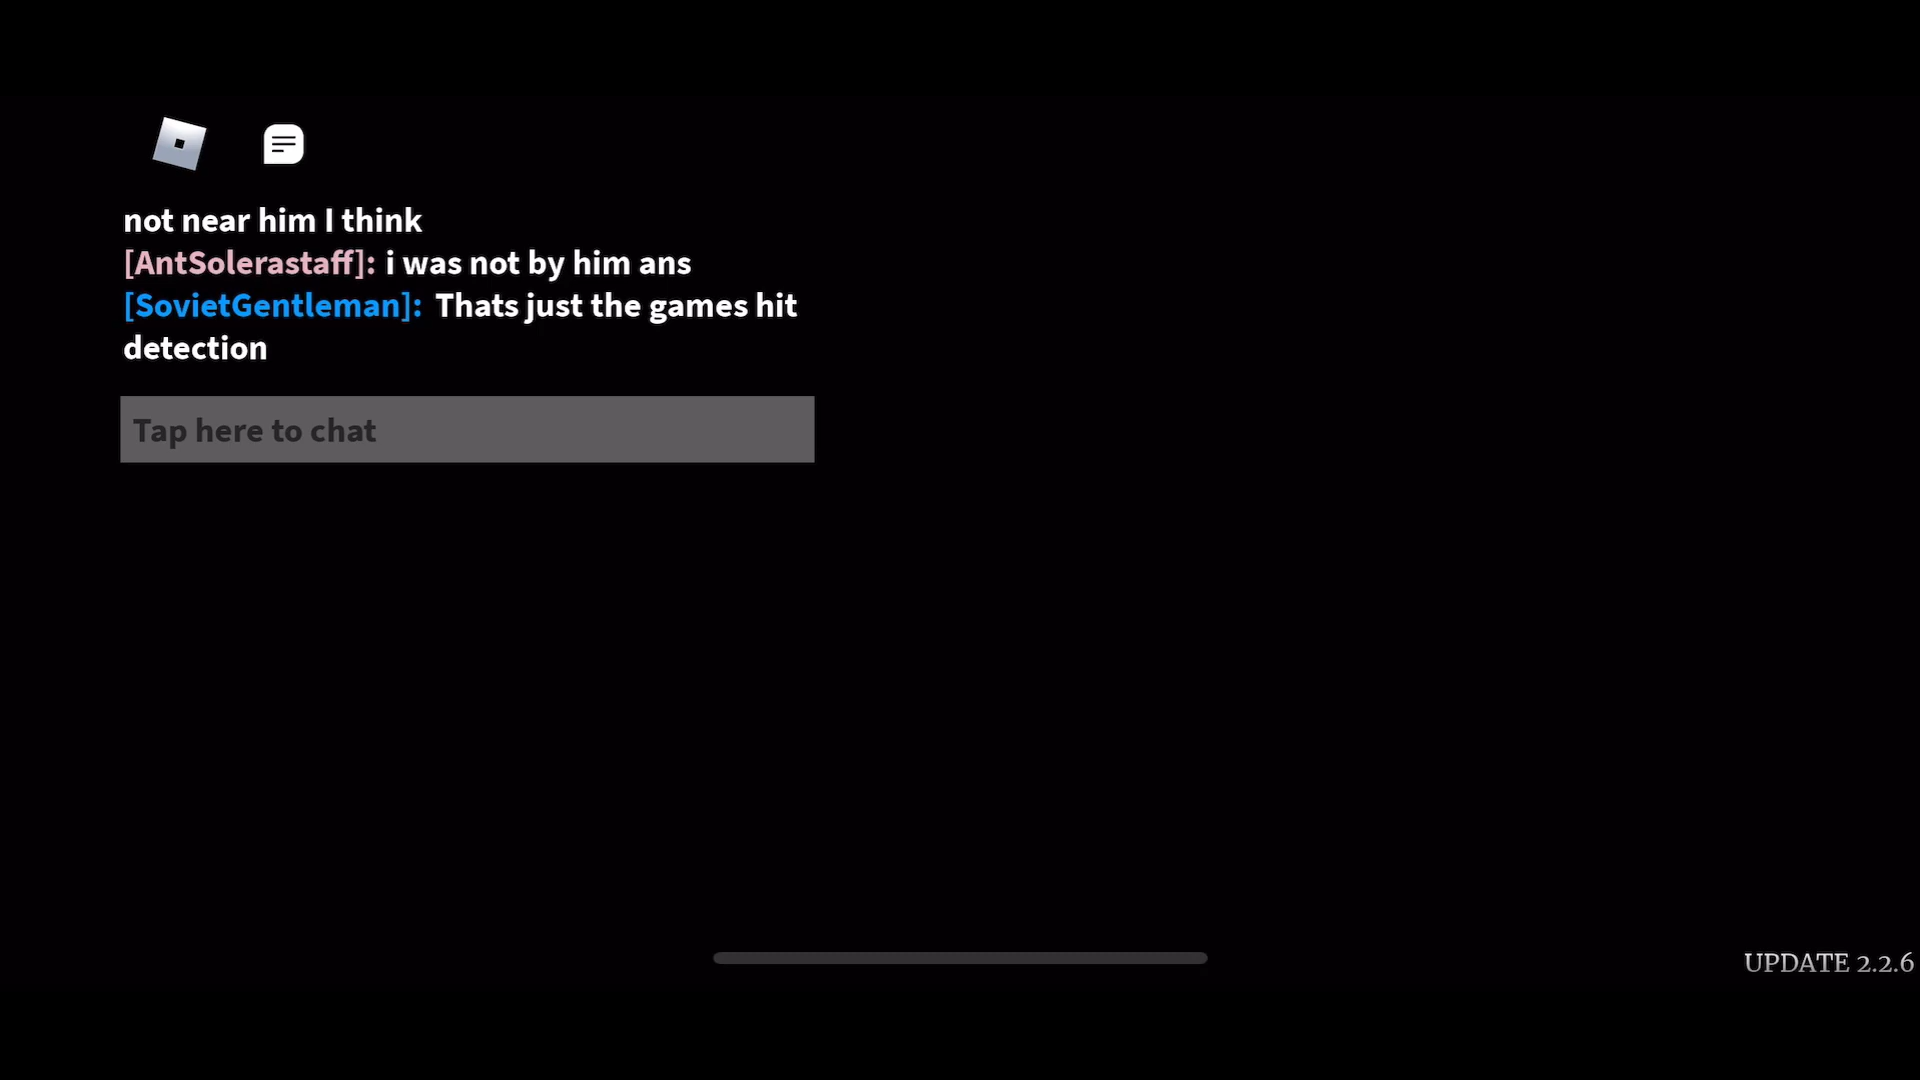 not near him I think
[AntSolerastaff]: i was not by him ans
[SovietGentleman]: Thats just the games hit
detection
Tap here to chat
UPDATE 2.2.6